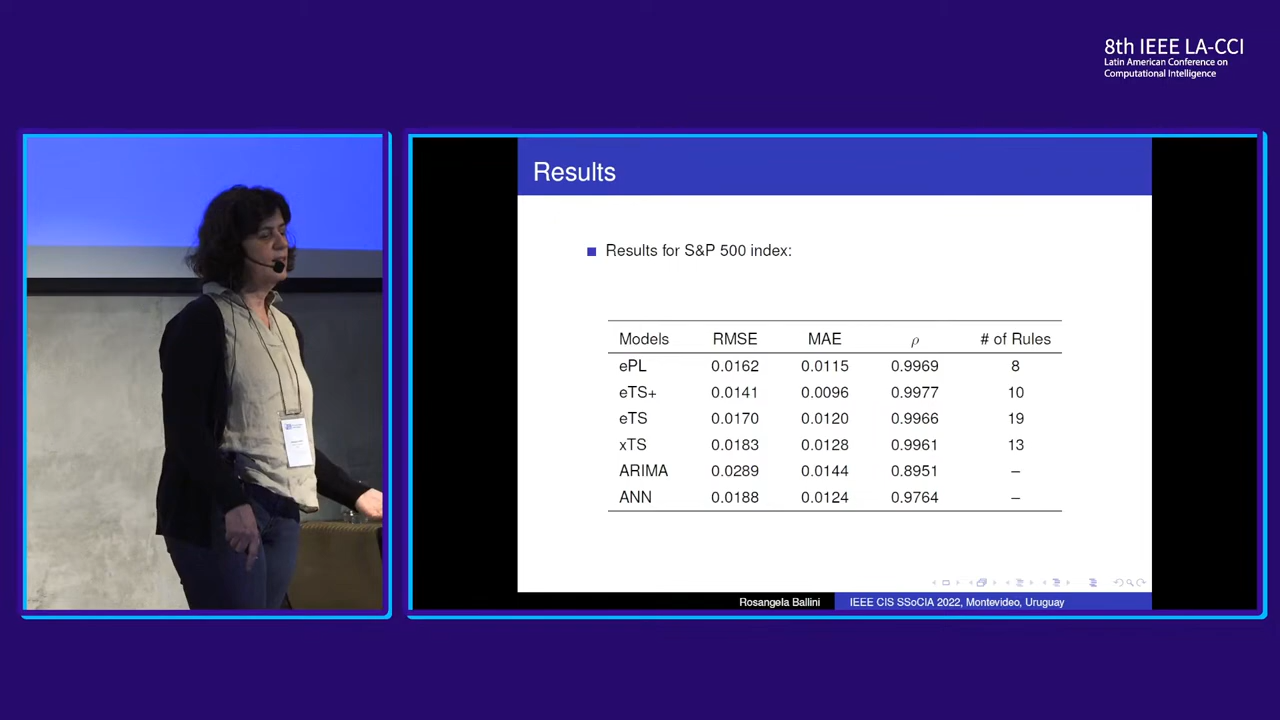 8th IEEE LA-CCI
Latin American Conference on
Computational Intelligence
Results
Results for S&P 500 index:
Models RMSE MAE ρ # of Rules
ePL 0.0162 0.0115 0.9969 8
eTS+ 0.0141 0.0096 0.9977 10
eTS 0.0170 0.0120 0.9966 19
xTS 0.0183 0.0128 0.9961 13
ARIMA 0.0289 0.0144 0.8951 –
ANN 0.0188 0.0124 0.9764 –
Rosangela Ballini IEEE CIS SSoCIA 2022, Montevideo, Uruguay